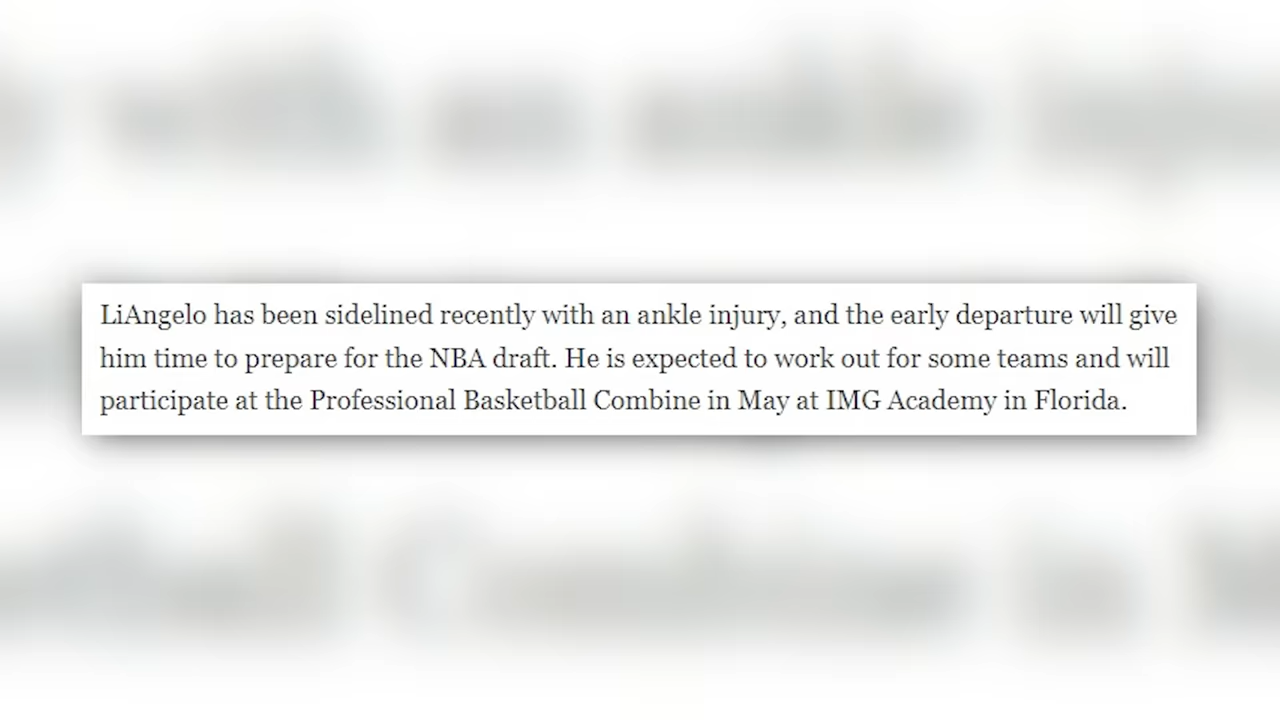 LiAngelo has been sidelined recently with an ankle injury, and the early departure will give
him time to prepare for the NBA draft. He is expected to work out for some teams and will
participate at the Professional Basketball Combine in May at IMG Academy in Florida.